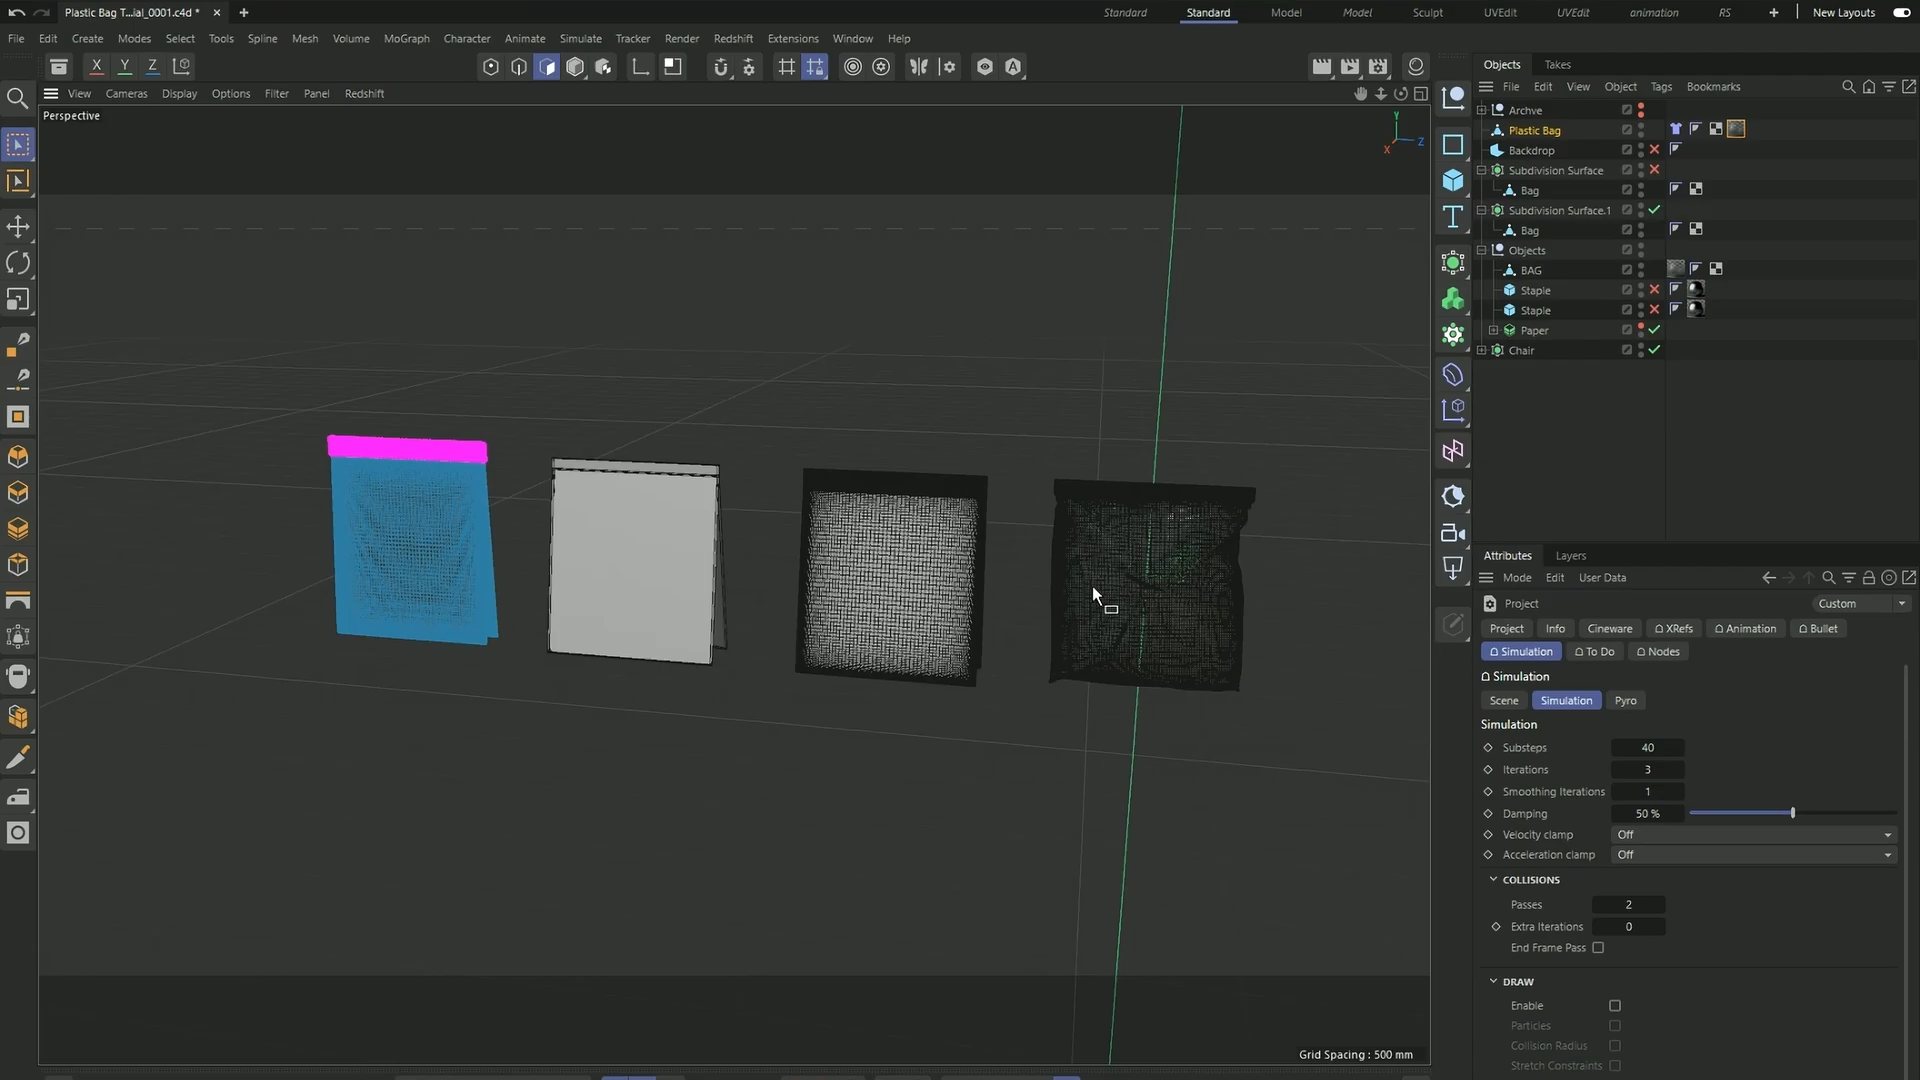 Plastic Bag T...ial_0001.c4d *
Standard Standard Model Model Sculpt UVEdit UVEdit animation RS New Layouts
File Edit Create Modes Select Tools Spline Mesh Volume MoGraph Character Animate Simulate Tracker Render Redshift Extensions Window Help
X Y Z
View Cameras Display Options Filter Panel Redshift
Perspective
Y
X Z
Grid Spacing : 500 mm
Objects Takes
File Edit View Object Tags Bookmarks
Archve
Plastic Bag
Backdrop
Subdivision Surface
Bag
Subdivision Surface.1
Bag
Objects
BAG
Staple
Staple
Paper
Chair
Attributes Layers
Mode Edit User Data
Project Custom
Project Info Cineware XRefs Animation Bullet
Simulation To Do Nodes
Simulation
Scene Simulation Pyro
Simulation
Substeps 40
Iterations 3
Smoothing Iterations 1
Damping 50 %
Velocity clamp Off
Acceleration clamp Off
COLLISIONS
Passes 2
Extra Iterations 0
End Frame Pass
DRAW
Enable
Particles
Collision Radius
Stretch Constraints